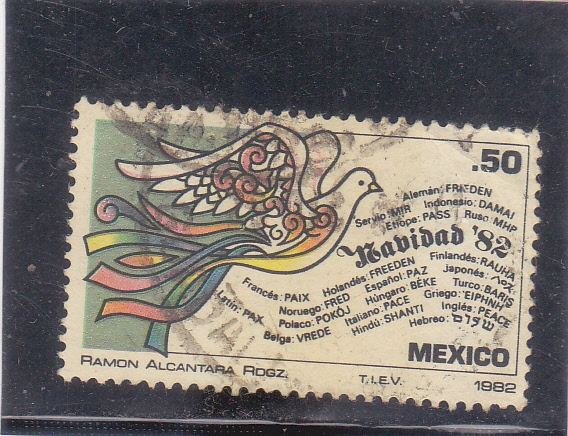 .50
Alemán: FRIEDEN
Servio: MIR Indonesio: DAMAI
Etíope: PASS Ruso: MHP
Navidad '82
Francés: PAIX Holandés: FREEDEN Finlandés: RAUHA
Noruego: FRED Español: PAZ Japonés:
Latín: PAX Polaco: POKÓJ Húngaro: BÉKE Turco: BARIS
Belga: VREDE Italiano: PACE Griego: EIPHNH
Hindú: SHANTI Inglés: PEACE
Hebreo: שלום
MEXICO
RAMON ALCANTARA RDGZ. T.I.E.V. 1982